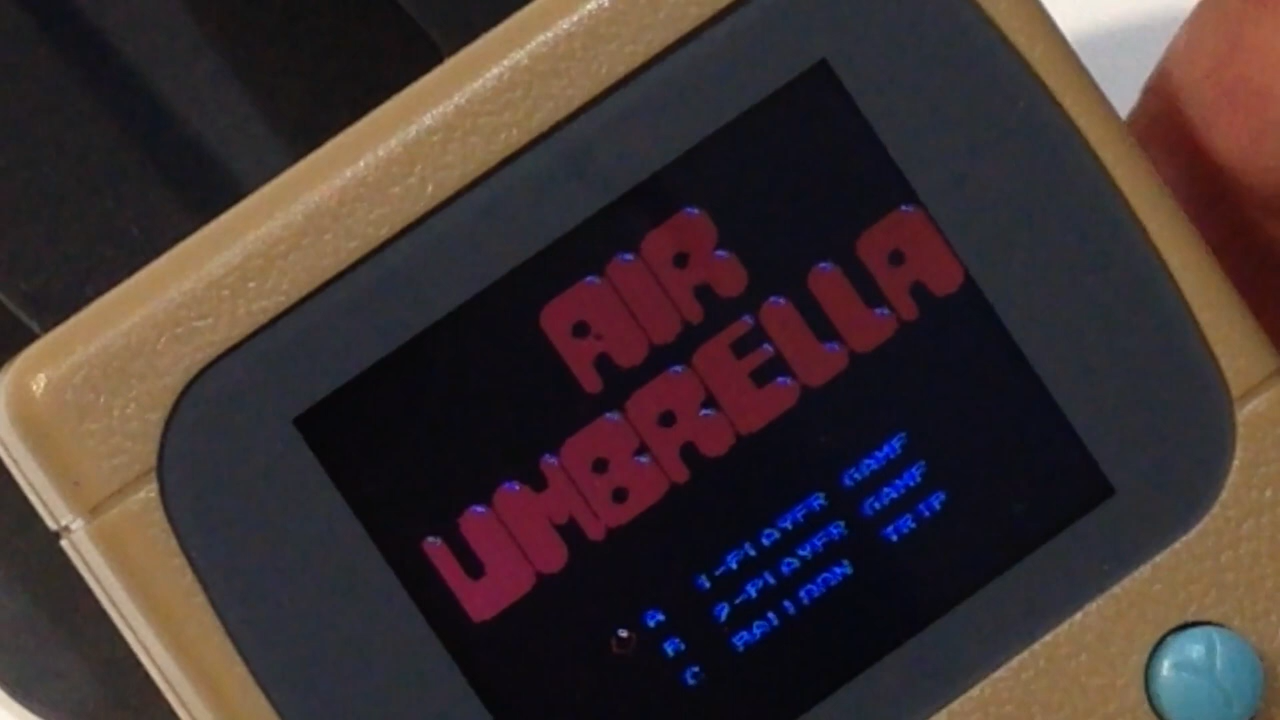 AIR
UMBRELLA
A 1-PLAYER GAME
B 2-PLAYER GAME
C BALLOON TRIP